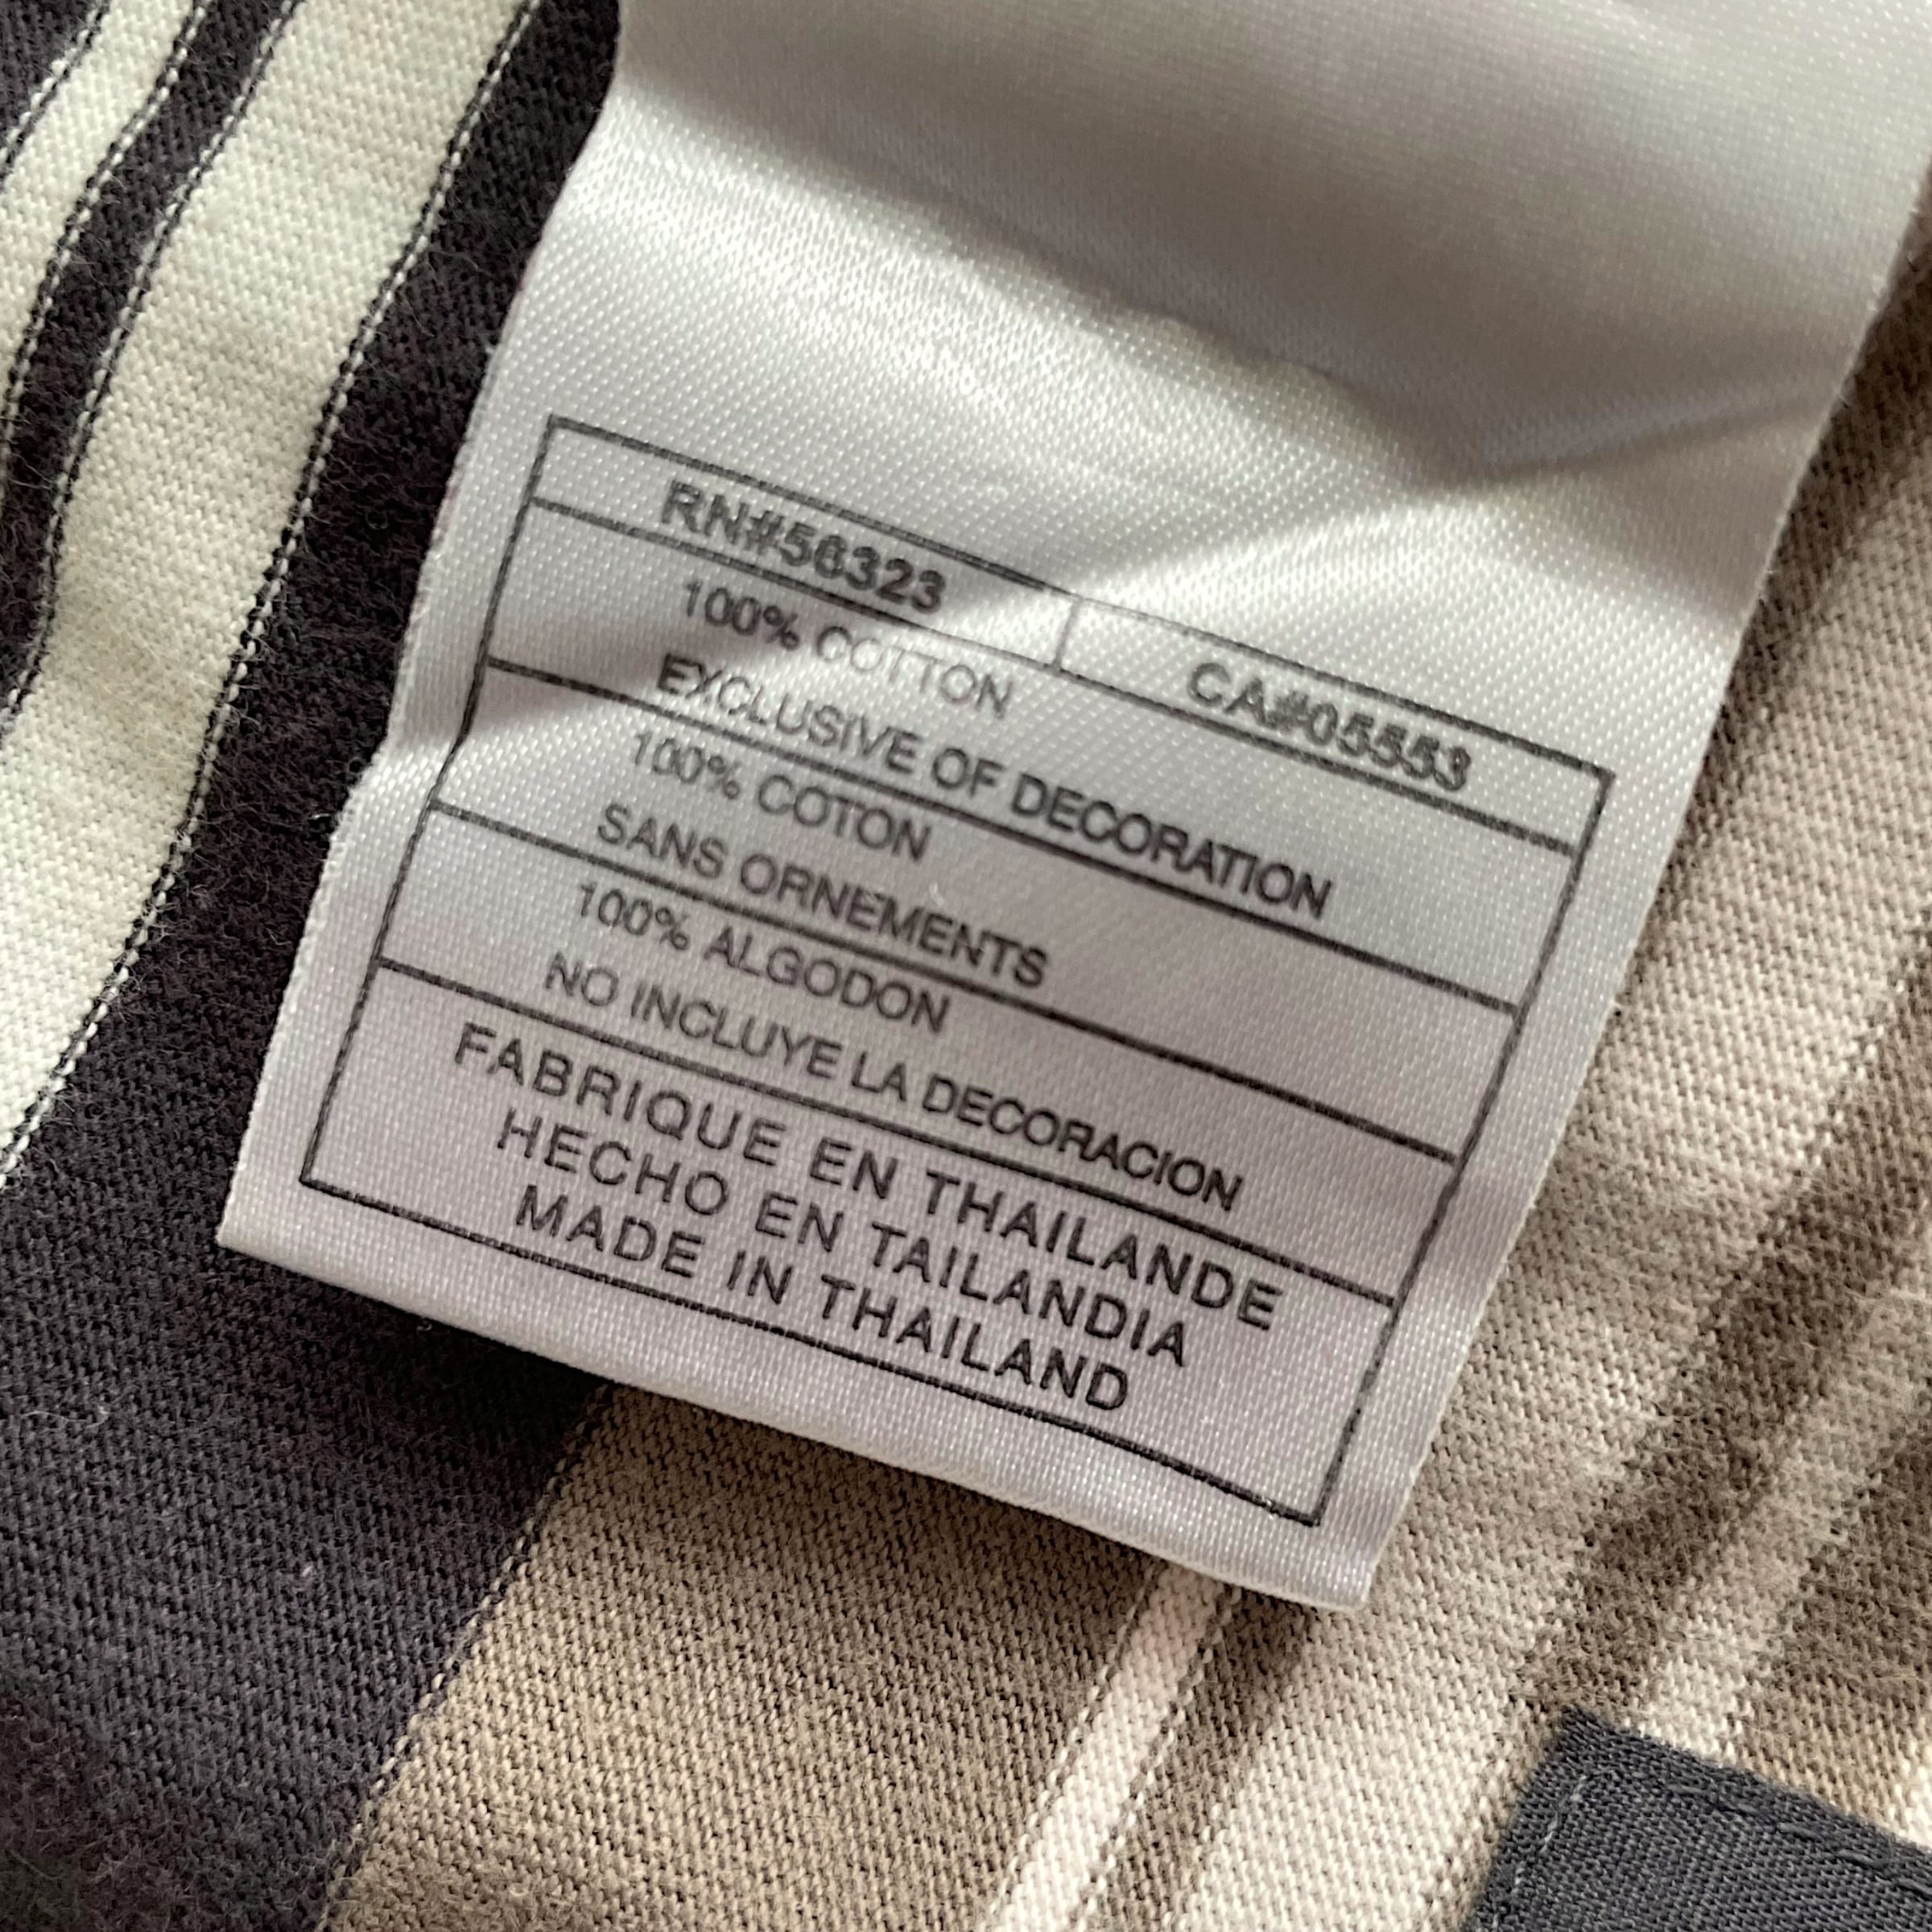 RN#56323 CA#05553
100% COTTON
EXCLUSIVE OF DECORATION
100% COTON
SANS ORNEMENTS
100% ALGODON
NO INCLUYE LA DECORACION
FABRIQUE EN THAILANDE
HECHO EN TAILANDIA
MADE IN THAILAND